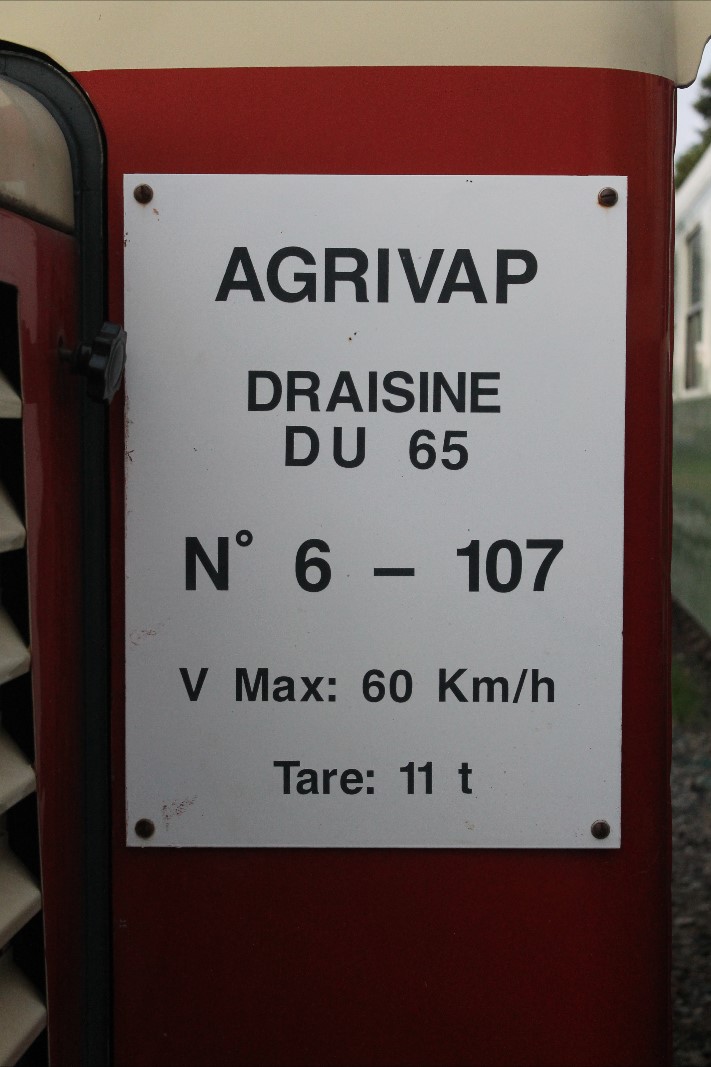 AGRIVAP
DRAISINE
DU 65
N° 6 – 107
V Max: 60 Km/h
Tare: 11 t